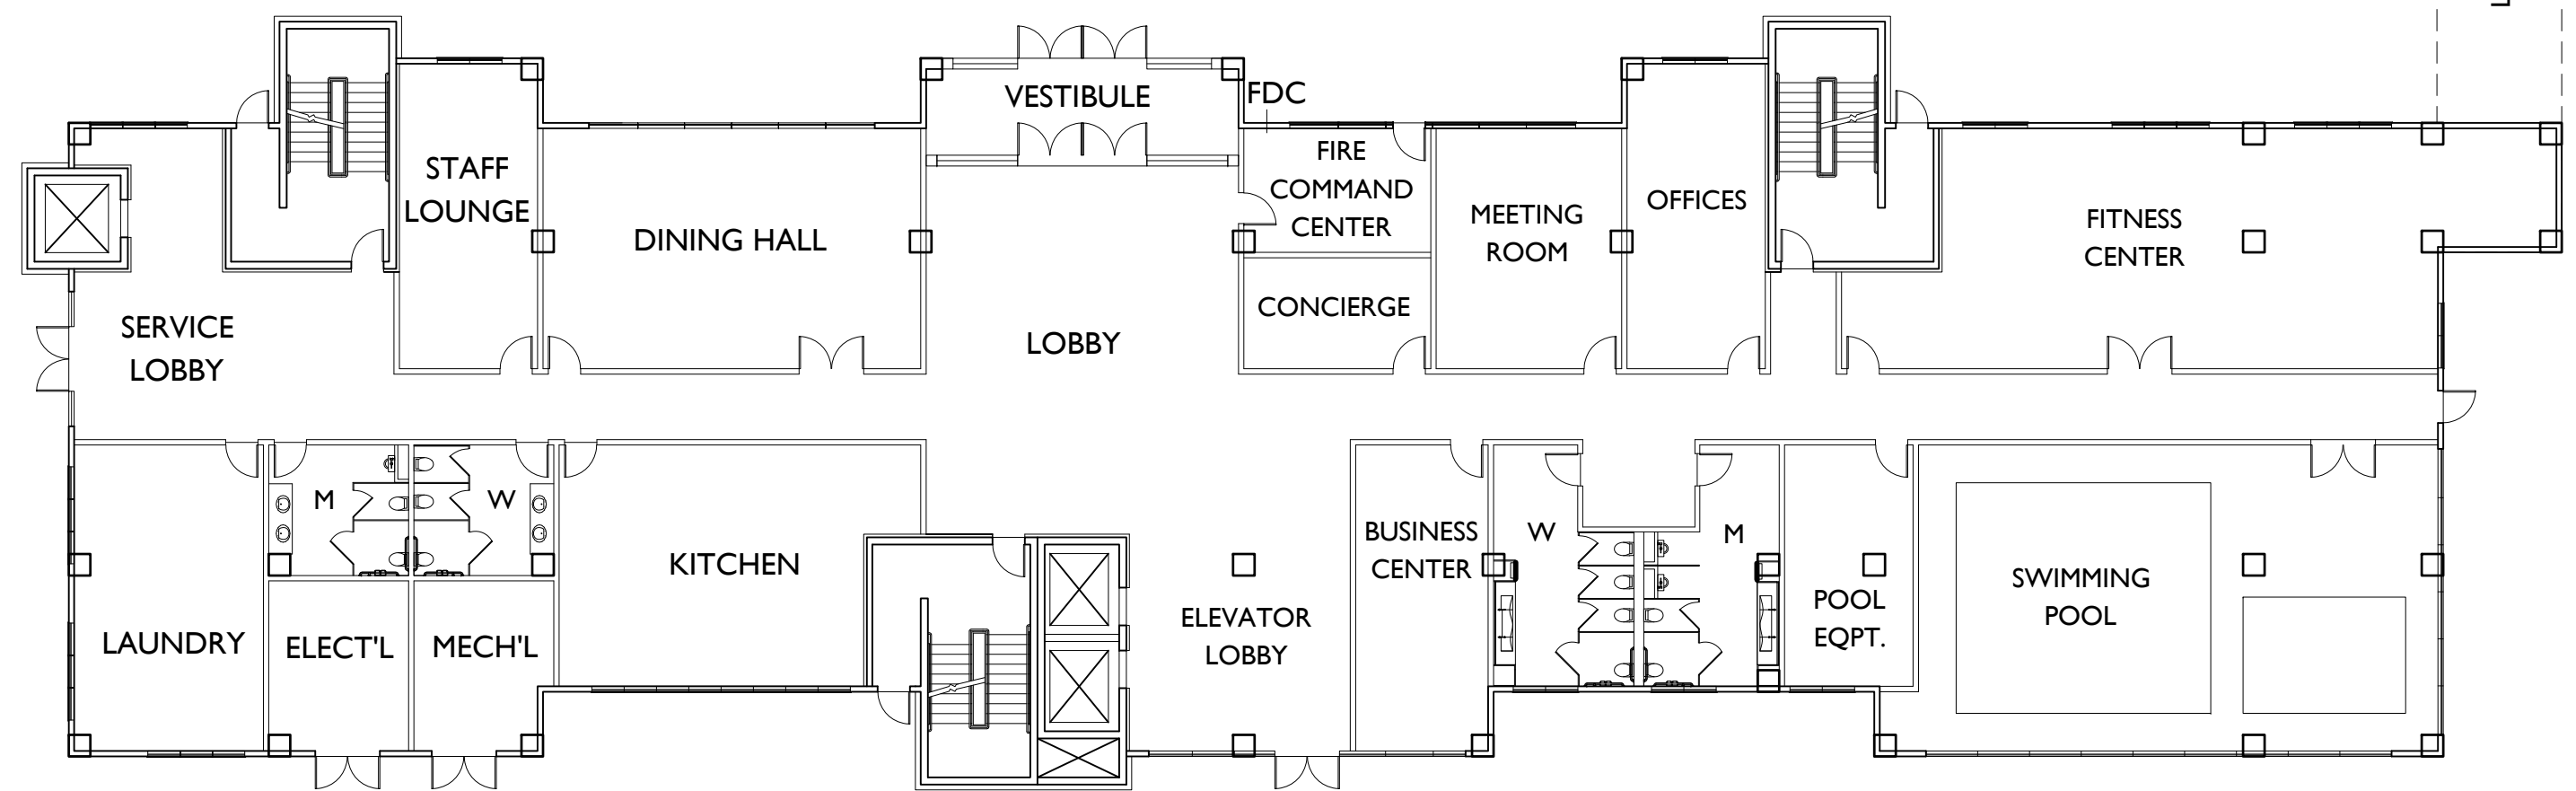 VESTIBULE
FDC
STAFF
LOUNGE
DINING HALL
FIRE
COMMAND
CENTER
MEETING
ROOM
OFFICES
FITNESS
CENTER
SERVICE
LOBBY
LOBBY
CONCIERGE
M
W
KITCHEN
LAUNDRY
ELECT'L
MECH'L
ELEVATOR
LOBBY
BUSINESS
CENTER
W
M
POOL
EQPT.
SWIMMING
POOL